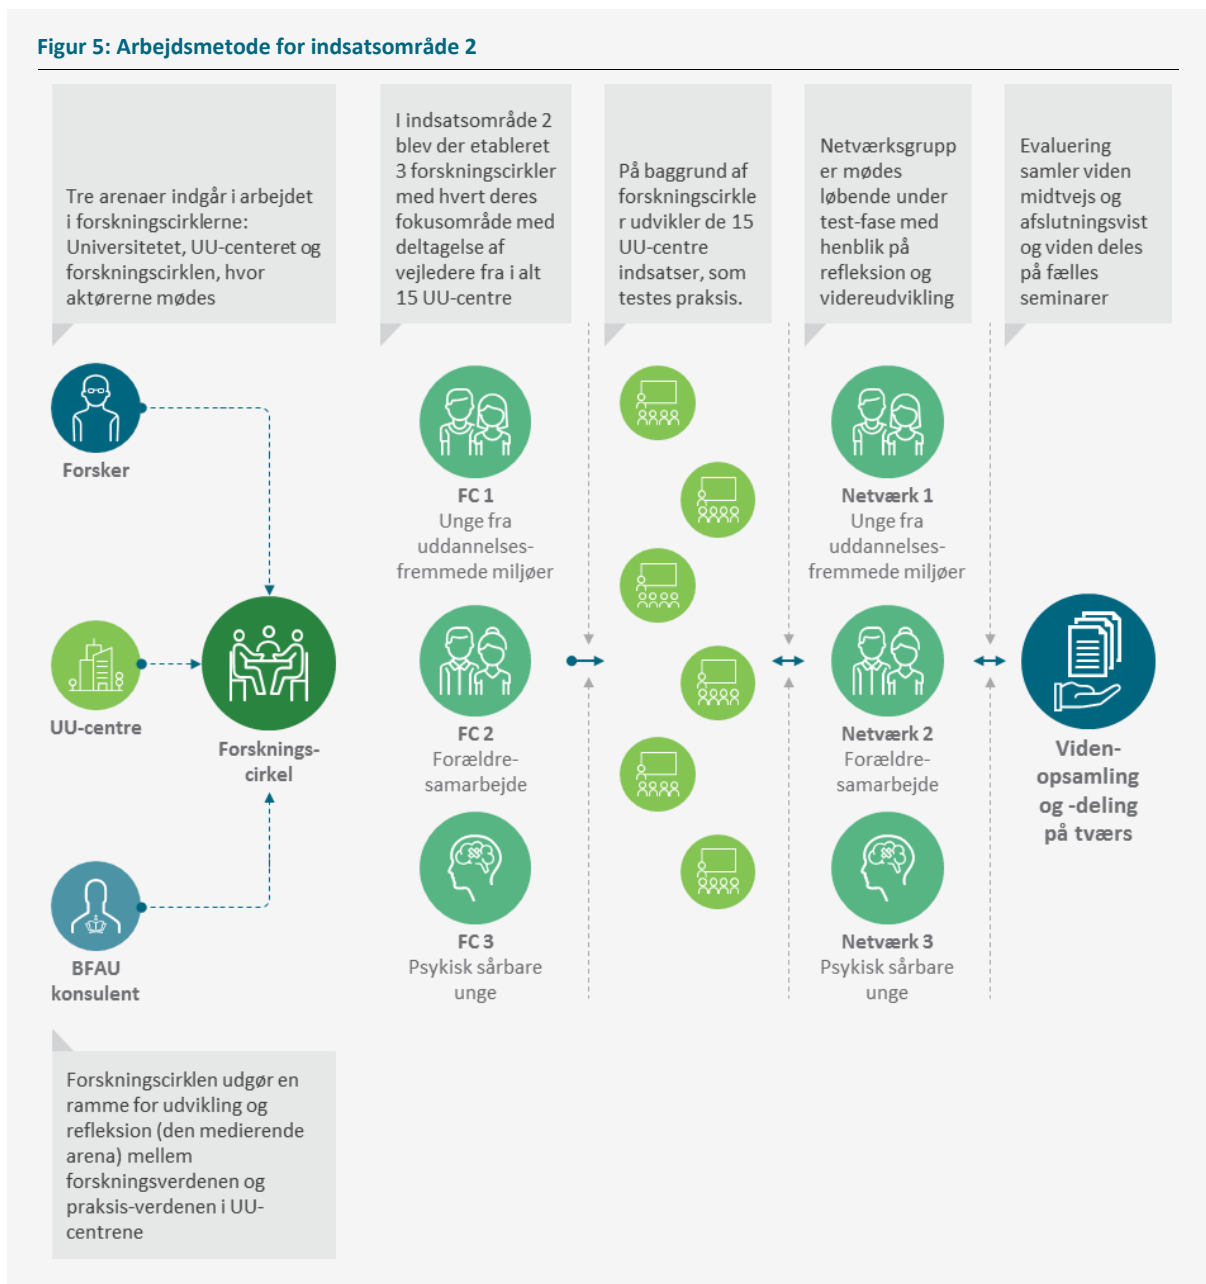 Figur 5: Arbejdsmetode for indsatsområde 2
Tre arenaer indgår i arbejdet
i forskningscirklerne:
Universitetet, UU-centeret og
forskningscirklen, hvor
aktørerne mødes
I indsatsområde 2
blev der etableret
3 forskningscirkler
med hvert deres
fokusområde med
deltagelse af
vejledere fra i alt
15 UU-centre
På baggrund af
forskningscirkle
r udvikler de 15
UU-centre
indsatser, som
testes praksis.
Netværksgrupp
er mødes
løbende under
test-fase med
henblik på
refleksion og
videreudvikling
Evaluering
samler viden
midtvejs og
afslutningsvist
og viden deles
på fælles
seminarer
Forsker
UU-centre
BFAU
konsulent
Forsknings-
cirkel
FC 1
Unge fra
uddannelses-
fremmede miljøer
FC 2
Forældre-
samarbejde
FC 3
Psykisk sårbare
unge
Netværk 1
Unge fra
uddannelses-
fremmede miljøer
Netværk 2
Forældre-
samarbejde
Netværk 3
Psykisk sårbare
unge
Viden-
opsamling
og -deling
på tværs
Forskningscirklen udgør en
ramme for udvikling og
refleksion (den medierende
arena) mellem
forskningsverdenen og
praksis-verdenen i UU-
centrene